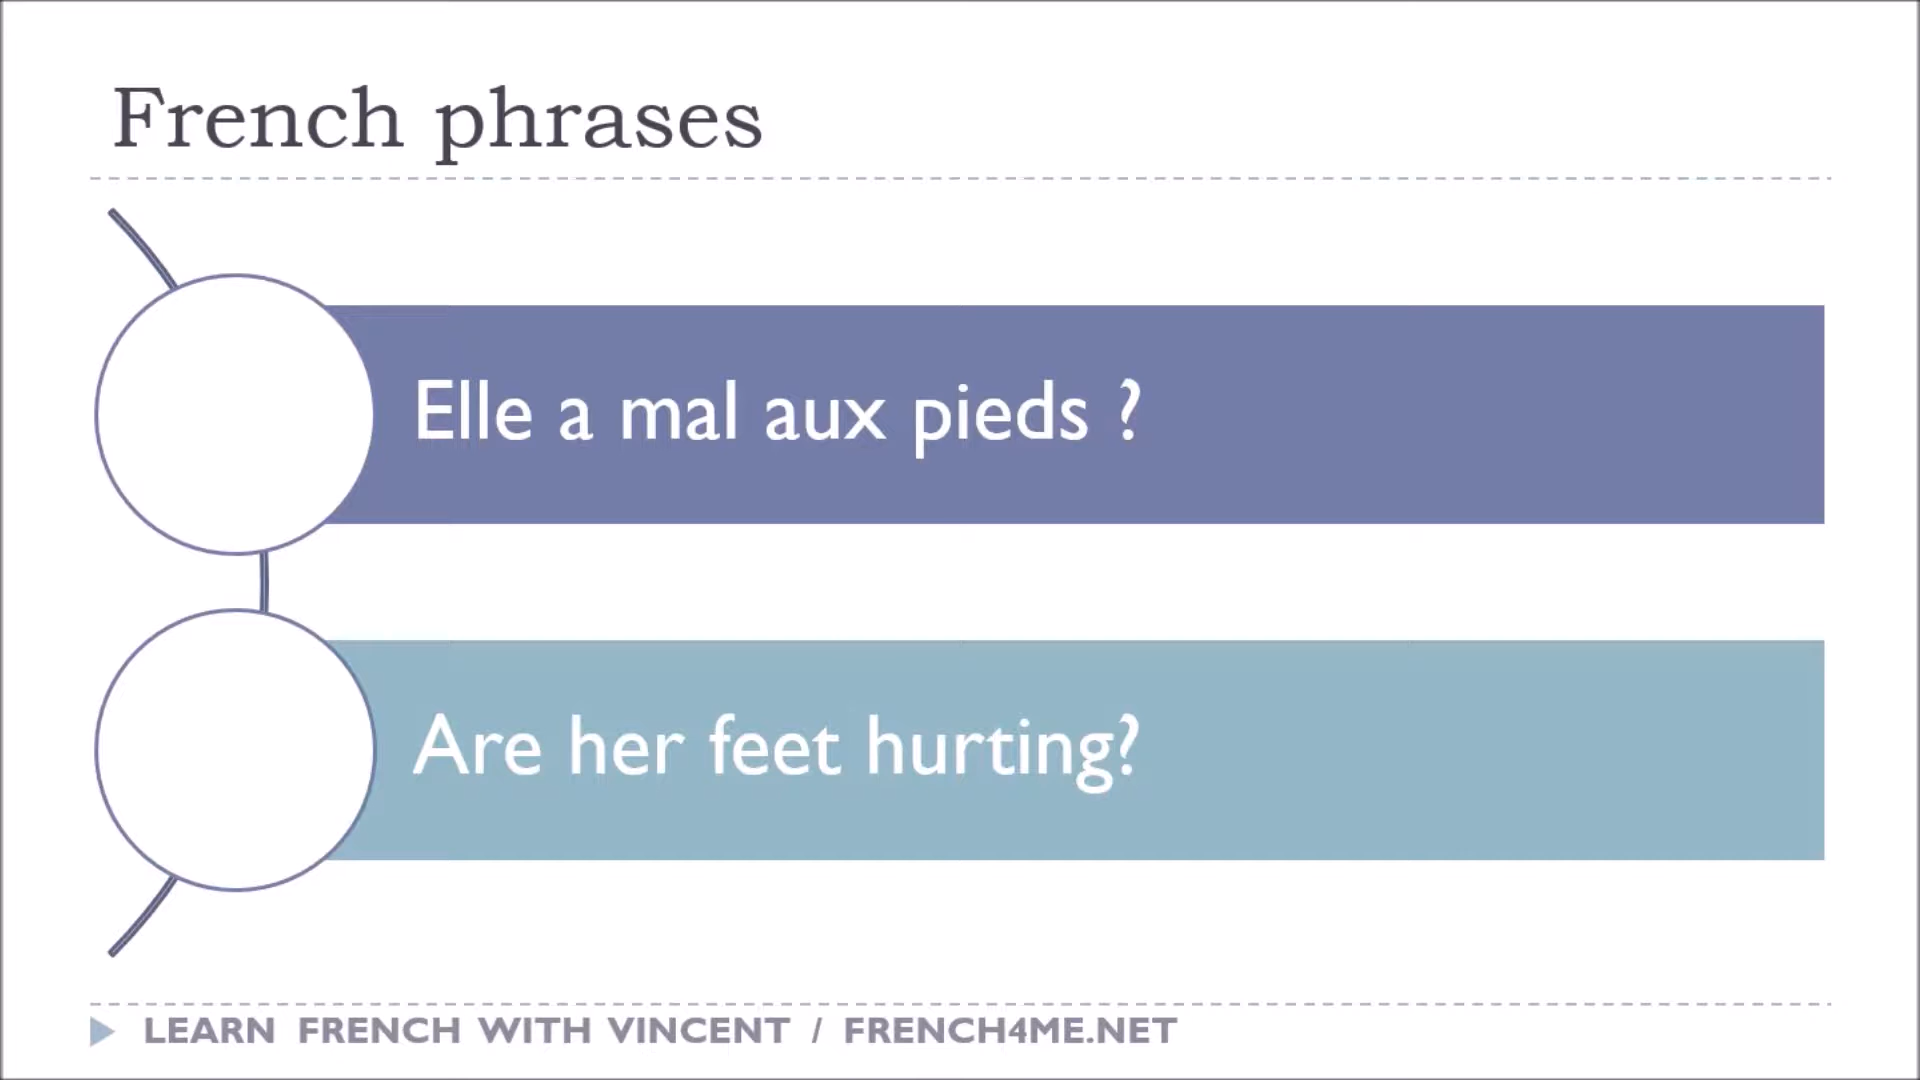 French phrases
Elle a mal aux pieds ?
Are her feet hurting?
LEARN FRENCH WITH VINCENT / FRENCH4ME.NET